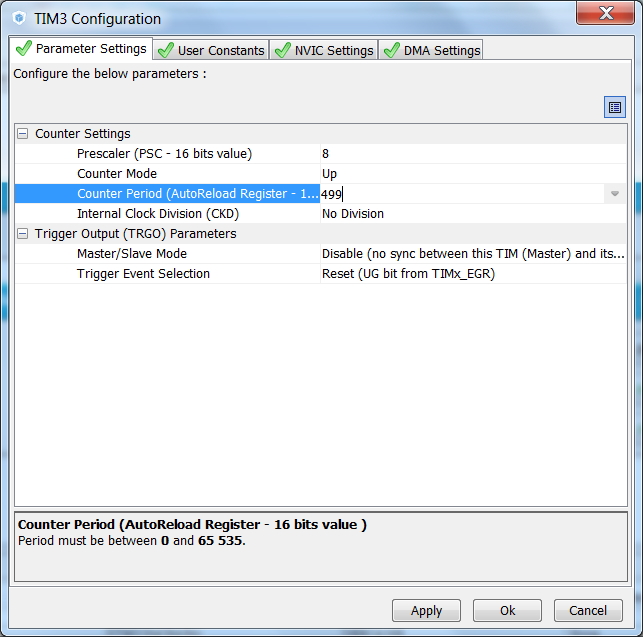 TIM3 Configuration
Parameter Settings
User Constants
NVIC Settings
DMA Settings
Configure the below parameters :
Counter Settings
Prescaler (PSC - 16 bits value) 8
Counter Mode Up
Counter Period (AutoReload Register - 1... 499
Internal Clock Division (CKD) No Division
Trigger Output (TRGO) Parameters
Master/Slave Mode Disable (no sync between this TIM (Master) and its...
Trigger Event Selection Reset (UG bit from TIMx_EGR)
Counter Period (AutoReload Register - 16 bits value )
Period must be between 0 and 65 535.
Apply Ok Cancel